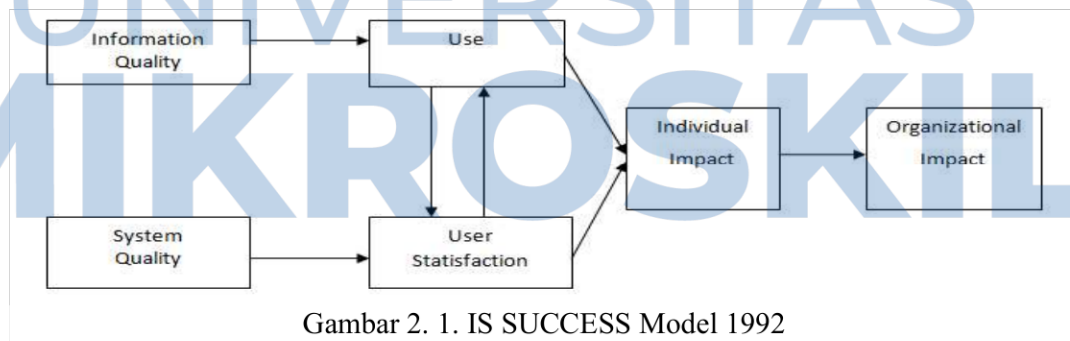 UNIVERSITAS
MIKROSKIL
Information
Quality
Use
Individual
Impact
Organizational
Impact
System
Quality
User
Statisfaction
Gambar 2. 1. IS SUCCESS Model 1992